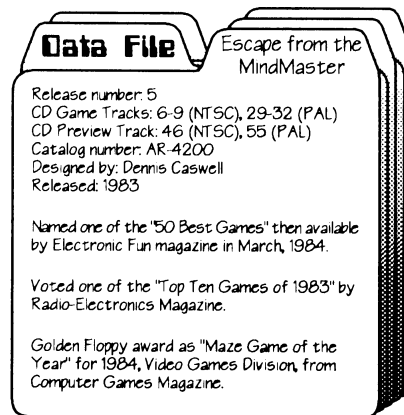 Data File
Escape from the
MindMaster
Release number: 5
CD Game Tracks: 6-9 (NTSC), 29-32 (PAL)
CD Preview Track: 46 (NTSC), 55 (PAL)
Catalog number: AR-4200
Designed by: Dennis Caswell
Released: 1983
Named one of the "50 Best Games" then available
by Electronic Fun magazine in March, 1984.
Voted one of the "Top Ten Games of 1983" by
Radio-Electronics Magazine.
Golden Floppy award as "Maze Game of the
Year" for 1984, Video Games Division, from
Computer Games Magazine.